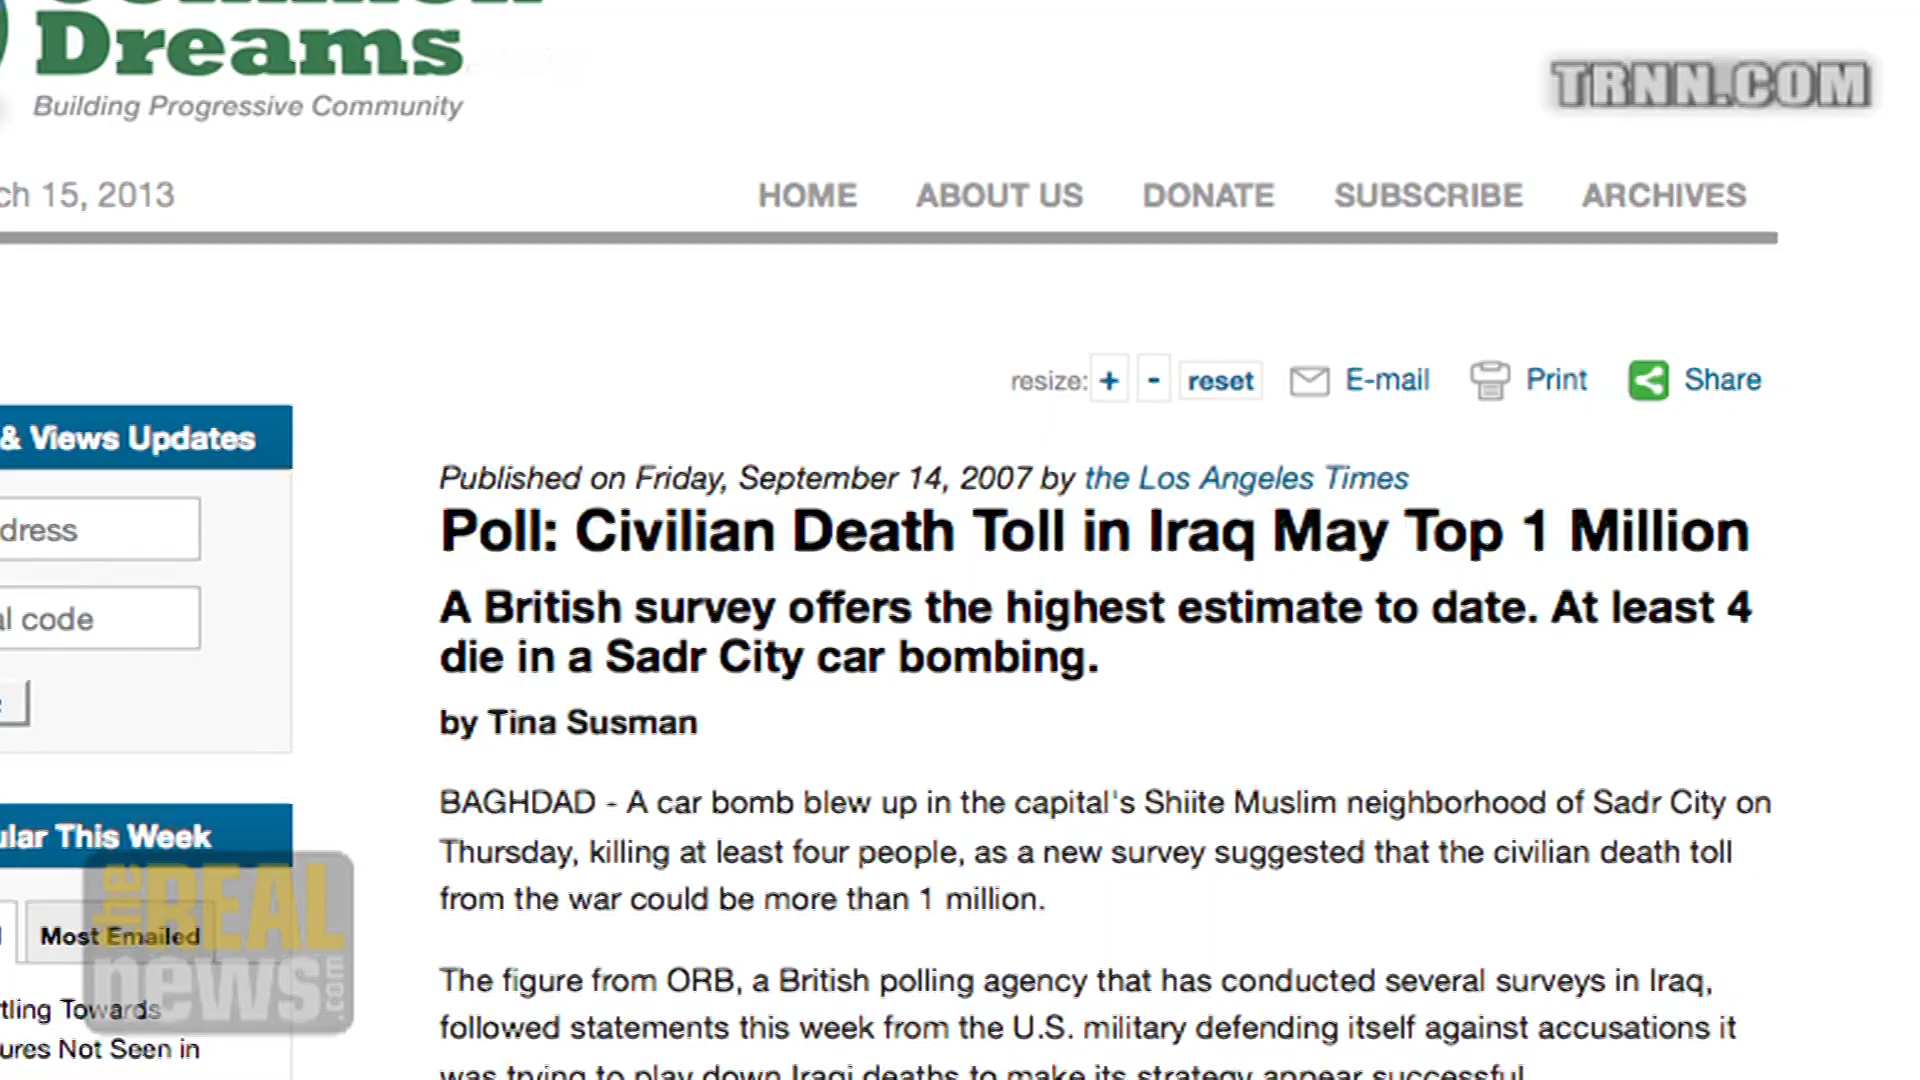 Common
Dreams
Building Progressive Community
TRNN.COM
ch 15, 2013
HOME ABOUT US DONATE SUBSCRIBE ARCHIVES
resize: + - reset E-mail Print Share
& Views Updates
dress
al code
Published on Friday, September 14, 2007 by the Los Angeles Times
Poll: Civilian Death Toll in Iraq May Top 1 Million
A British survey offers the highest estimate to date. At least 4
die in a Sadr City car bombing.
by Tina Susman
BAGHDAD - A car bomb blew up in the capital's Shiite Muslim neighborhood of Sadr City on
Thursday, killing at least four people, as a new survey suggested that the civilian death toll
from the war could be more than 1 million.
The figure from ORB, a British polling agency that has conducted several surveys in Iraq,
followed statements this week from the U.S. military defending itself against accusations it
was trying to play down Iraqi deaths to make its strategy appear successful.
ular This Week
Most Emailed
tling Towards
ures Not Seen in
the REAL
news.com